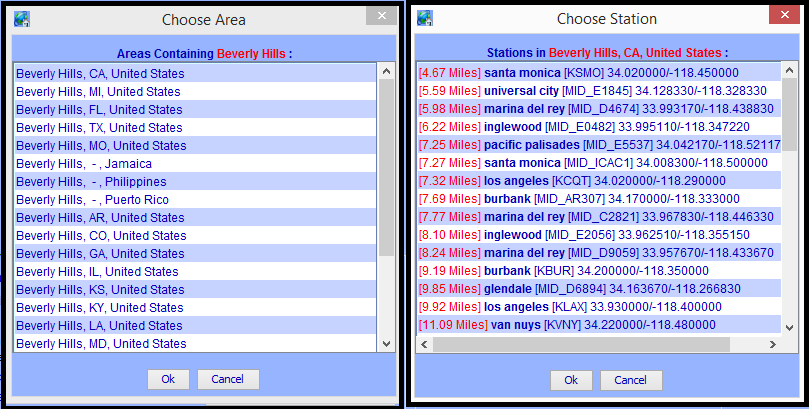 Choose Area
Areas Containing Beverly Hills :
Beverly Hills, CA, United States
Beverly Hills, MI, United States
Beverly Hills, FL, United States
Beverly Hills, TX, United States
Beverly Hills, MO, United States
Beverly Hills, - , Jamaica
Beverly Hills, - , Philippines
Beverly Hills, - , Puerto Rico
Beverly Hills, AR, United States
Beverly Hills, CO, United States
Beverly Hills, GA, United States
Beverly Hills, IL, United States
Beverly Hills, KS, United States
Beverly Hills, KY, United States
Beverly Hills, LA, United States
Beverly Hills, MD, United States
Ok
Cancel
Choose Station
Stations in Beverly Hills, CA, United States :
[4.67 Miles] santa monica [KSMO] 34.020000/-118.450000
[5.59 Miles] universal city [MID_E1845] 34.128330/-118.328330
[5.98 Miles] marina del rey [MID_D4674] 33.993170/-118.438830
[6.22 Miles] inglewood [MID_E0482] 33.995110/-118.347220
[7.25 Miles] pacific palisades [MID_E5537] 34.042170/-118.52117
[7.27 Miles] santa monica [MID_ICAC1] 34.008300/-118.500000
[7.32 Miles] los angeles [KCQT] 34.020000/-118.290000
[7.69 Miles] burbank [MID_AR307] 34.170000/-118.333000
[7.77 Miles] marina del rey [MID_C2821] 33.967830/-118.446330
[8.10 Miles] inglewood [MID_E2056] 33.962510/-118.355150
[8.24 Miles] marina del rey [MID_D9059] 33.957670/-118.433670
[9.19 Miles] burbank [KBUR] 34.200000/-118.350000
[9.85 Miles] glendale [MID_D6894] 34.163670/-118.266830
[9.92 Miles] los angeles [KLAX] 33.930000/-118.400000
[11.09 Miles] van nuys [KVNY] 34.220000/-118.480000
Ok
Cancel